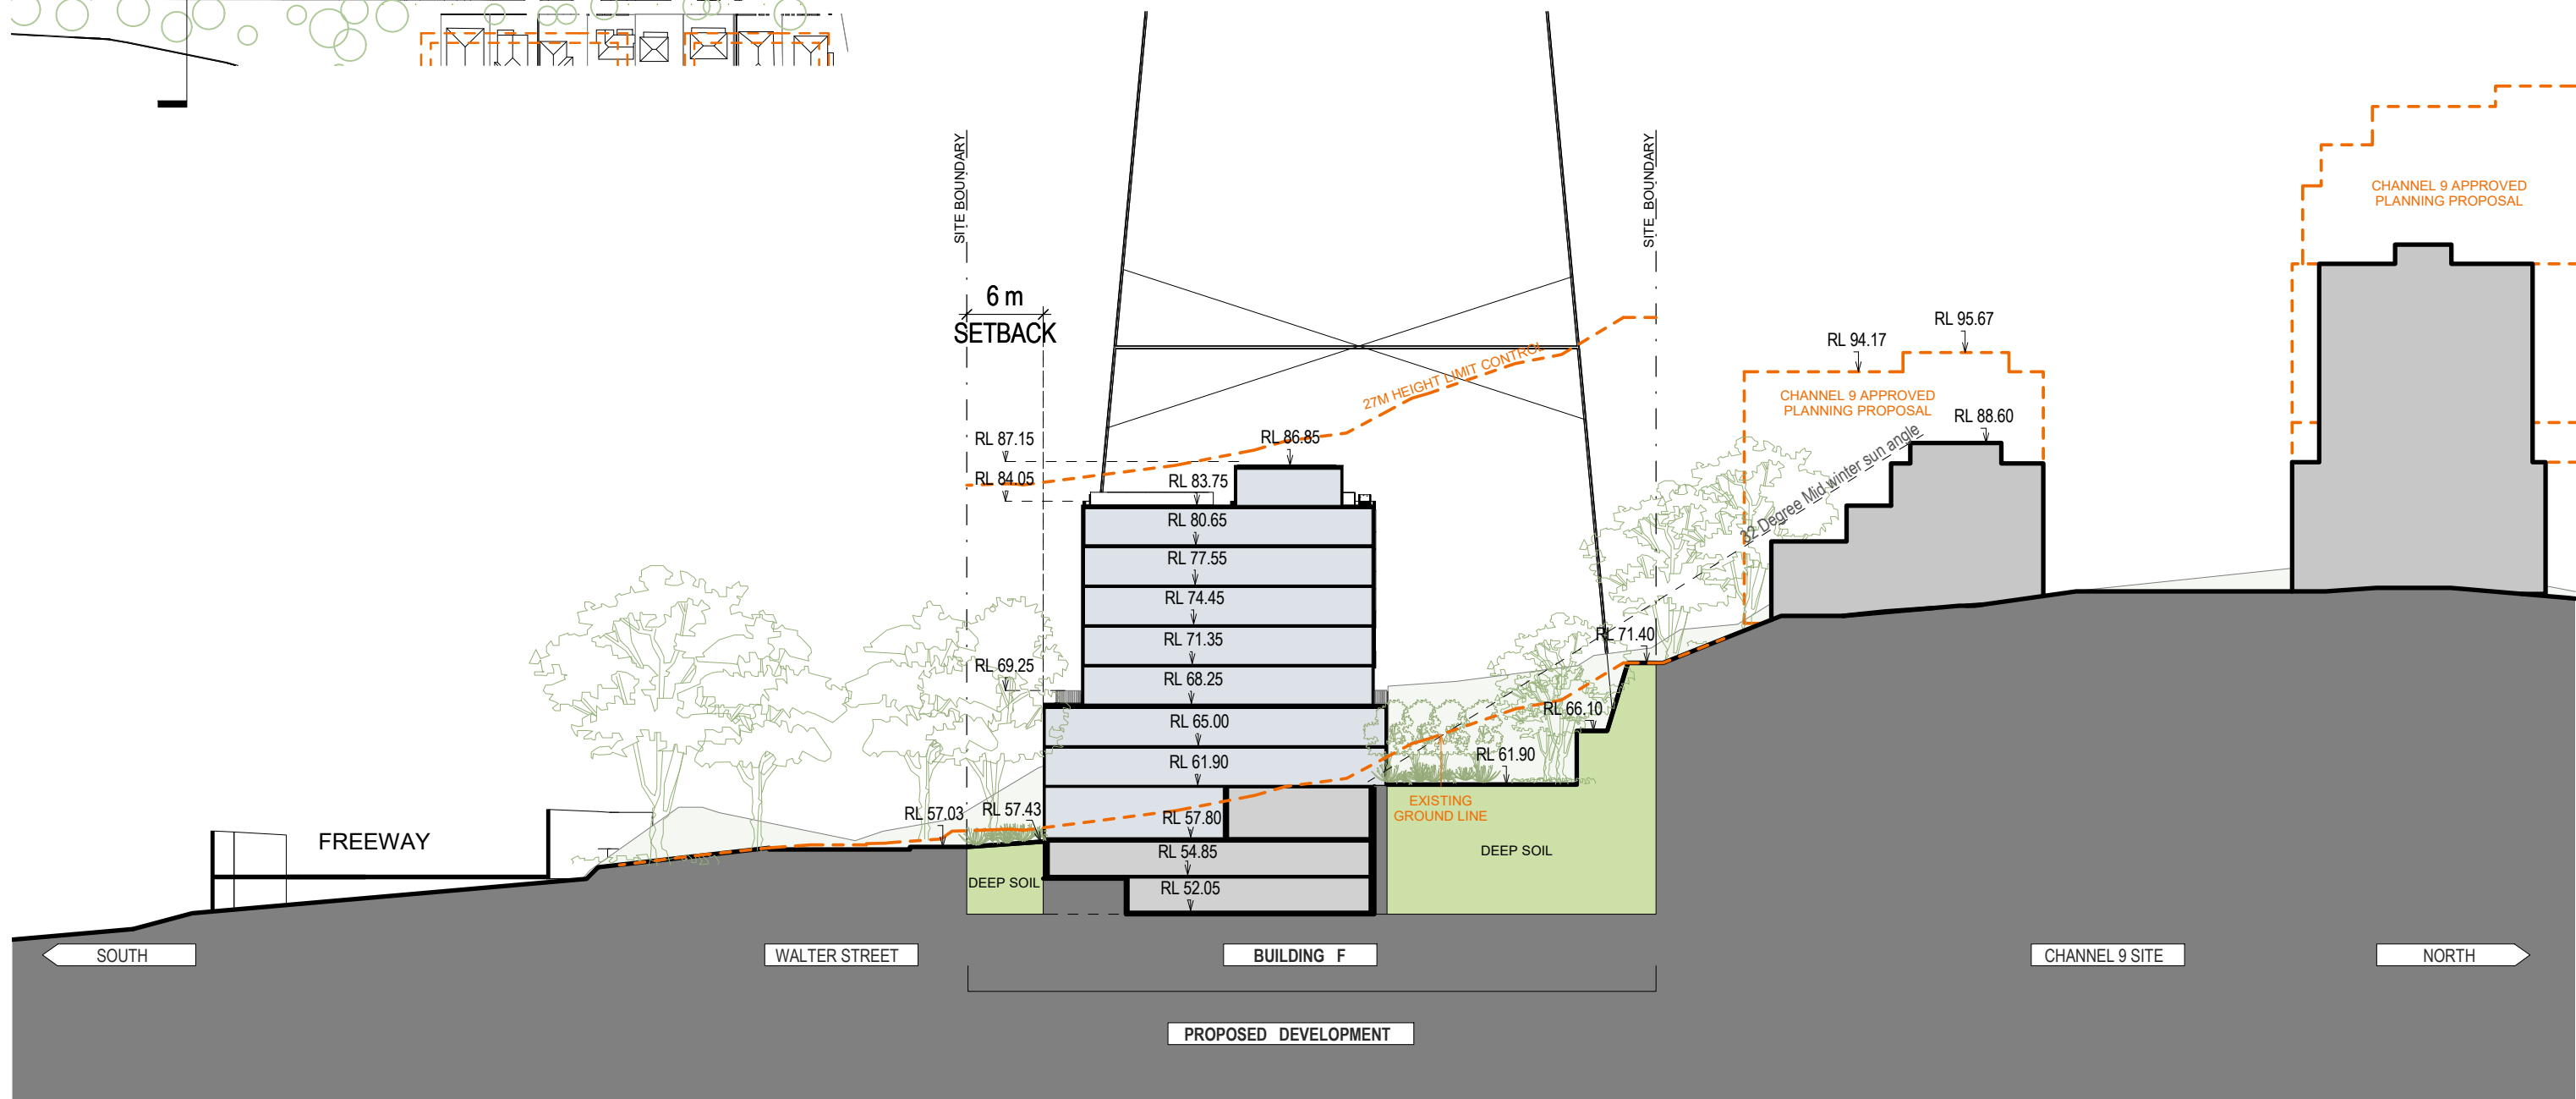 SITE BOUNDARY
SITE BOUNDARY
CHANNEL 9 APPROVED
PLANNING PROPOSAL
6 m
SETBACK
27M HEIGHT LIMIT CONTROL
RL 95.67
RL 94.17
CHANNEL 9 APPROVED
PLANNING PROPOSAL
RL 88.60
32 Degree Mid winter sun angle
RL 87.15
RL 86.85
RL 84.05
RL 83.75
RL 80.65
RL 77.55
RL 74.45
RL 71.35
RL 71.40
RL 69.25
RL 68.25
RL 66.10
RL 65.00
RL 61.90
RL 61.90
EXISTING
GROUND LINE
RL 57.03
RL 57.43
RL 57.80
FREEWAY
RL 54.85
DEEP SOIL
DEEP SOIL
RL 52.05
SOUTH
WALTER STREET
BUILDING F
CHANNEL 9 SITE
NORTH
PROPOSED DEVELOPMENT